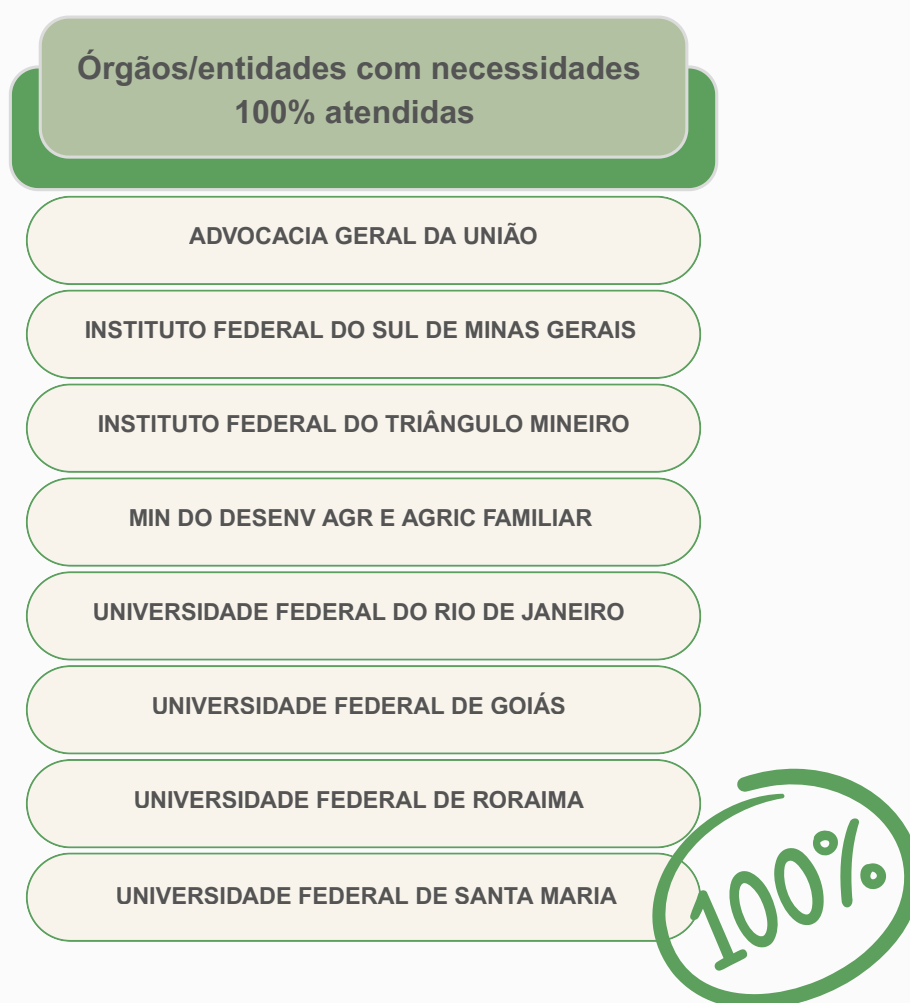 Órgãos/entidades com necessidades
100% atendidas
ADVOCACIA GERAL DA UNIÃO
INSTITUTO FEDERAL DO SUL DE MINAS GERAIS
INSTITUTO FEDERAL DO TRIÂNGULO MINEIRO
MIN DO DESENV AGR E AGRIC FAMILIAR
UNIVERSIDADE FEDERAL DO RIO DE JANEIRO
UNIVERSIDADE FEDERAL DE GOIÁS
UNIVERSIDADE FEDERAL DE RORAIMA
UNIVERSIDADE FEDERAL DE SANTA MARIA
100%